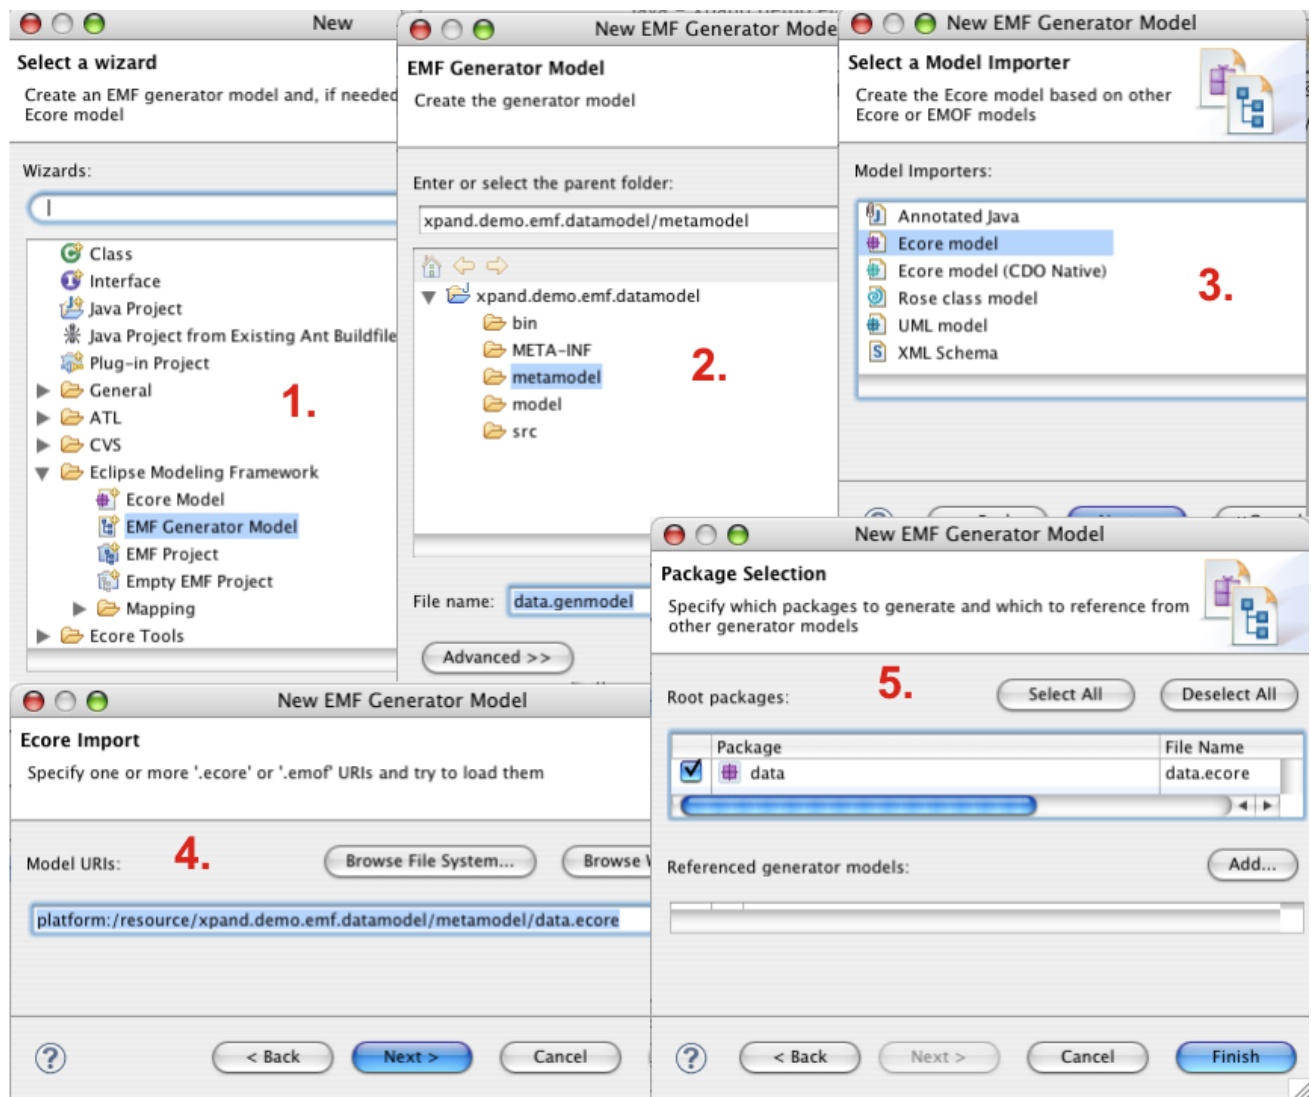 New
Select a wizard
Create an EMF generator model and, if needed
Ecore model
Wizards:
Class
Interface
Java Project
Java Project from Existing Ant Buildfile
Plug-in Project
General
1.
ATL
CVS
Eclipse Modeling Framework
Ecore Model
EMF Generator Model
EMF Project
Empty EMF Project
Mapping
Ecore Tools
New EMF Generator Mode
EMF Generator Model
Create the generator model
Enter or select the parent folder:
xpand.demo.emf.datamodel/metamodel
xpand.demo.emf.datamodel
bin
META-INF
2.
metamodel
model
src
File name: data.genmodel
Advanced >>
New EMF Generator Model
Select a Model Importer
Create the Ecore model based on other
Ecore or EMOF models
Model Importers:
Annotated Java
Ecore model
Ecore model (CDO Native)
3.
Rose class model
UML model
XML Schema
New EMF Generator Model
Ecore Import
Specify one or more '.ecore' or '.emof' URIs and try to load them
4.
Model URIs: Browse File System... Browse
platform:/resource/xpand.demo.emf.datamodel/metamodel/data.ecore
? < Back Next > Cancel
New EMF Generator Model
Package Selection
Specify which packages to generate and which to reference from
other generator models
5.
Root packages: Select All Deselect All
Package File Name
data data.ecore
Referenced generator models: Add...
? < Back Next > Cancel Finish